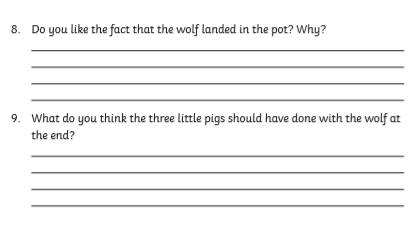 8. Do you like the fact that the wolf landed in the pot? Why?
9. What do you think the three little pigs should have done with the wolf at
the end?